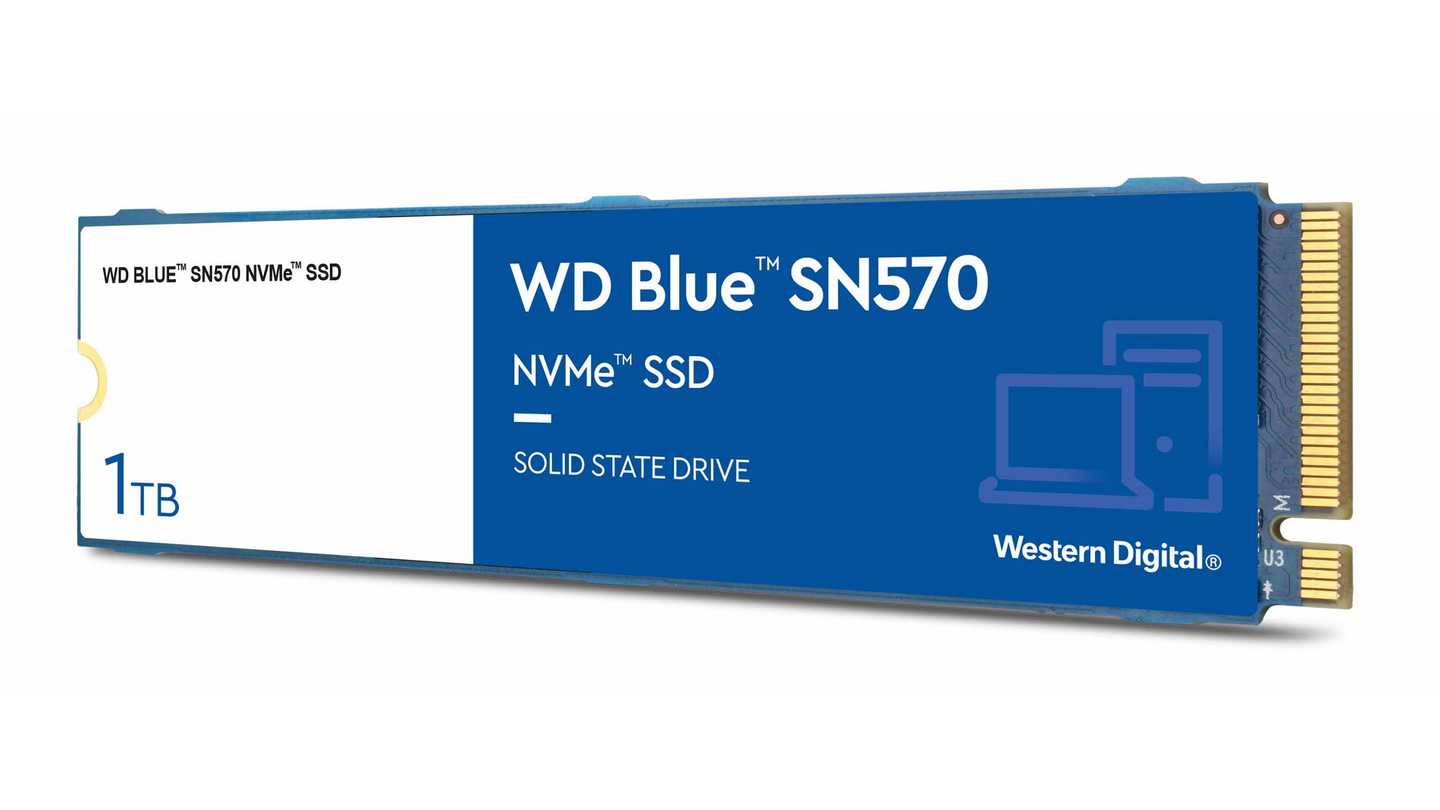 WD BLUE™ SN570 NVMe™ SSD
1TB
WD Blue™ SN570
NVMe™ SSD
SOLID STATE DRIVE
Western Digital®
M
U3